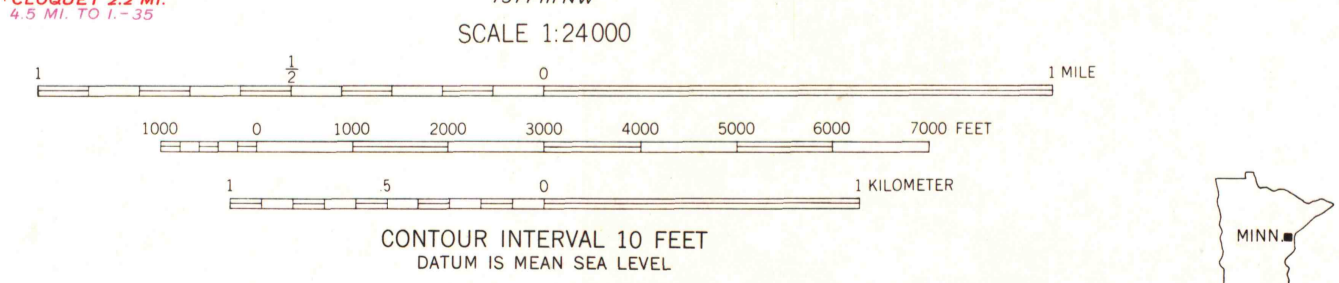 CLOQUET 2.2 MI.
4.5 MI. TO I.-35
SCALE 1:24000
1 1/2 0 1 MILE
1000 0 1000 2000 3000 4000 5000 6000 7000 FEET
1 .5 0 1 KILOMETER
CONTOUR INTERVAL 10 FEET
DATUM IS MEAN SEA LEVEL
MINN.